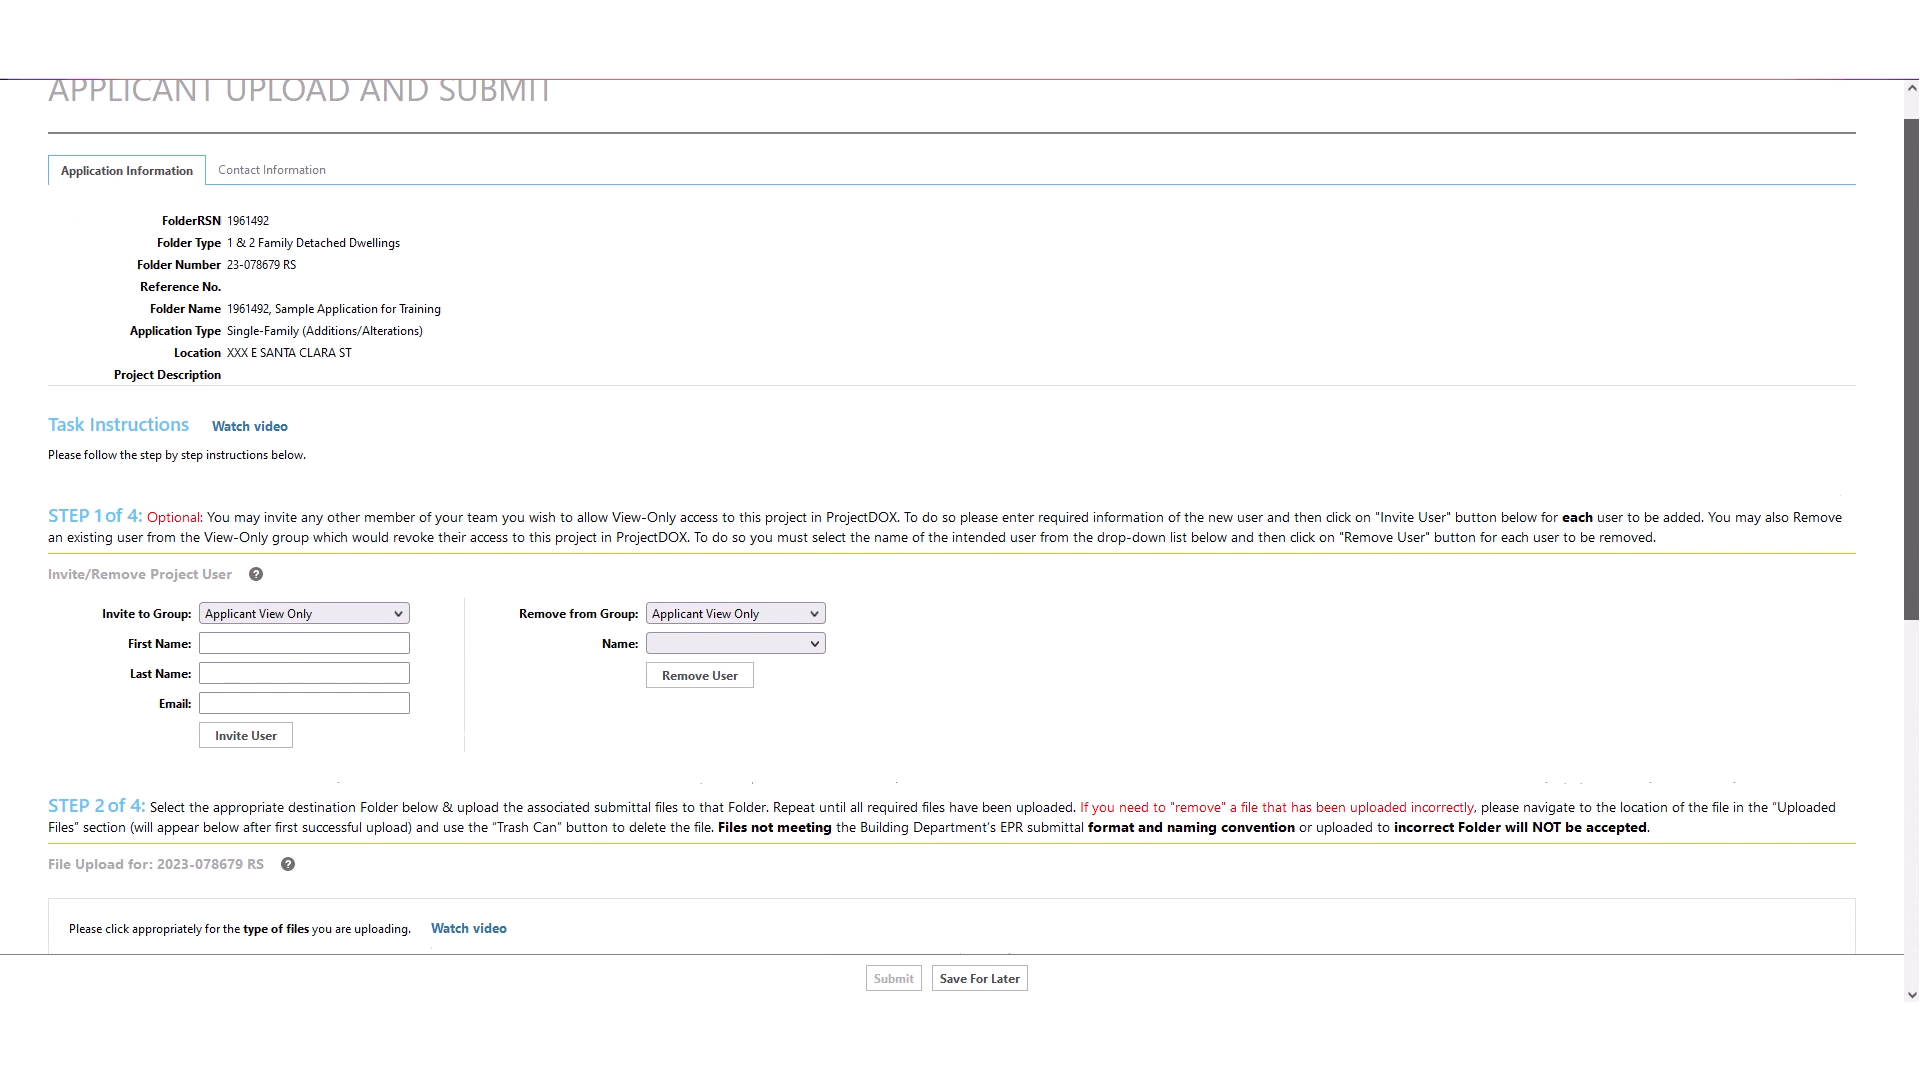 APPLICANT UPLOAD AND SUBMIT
Application Information
Contact Information
FolderRSN 1961492
Folder Type 1 & 2 Family Detached Dwellings
Folder Number 23-078679 RS
Reference No.
Folder Name 1961492, Sample Application for Training
Application Type Single-Family (Additions/Alterations)
Location XXX E SANTA CLARA ST
Project Description
Task Instructions Watch video
Please follow the step by step instructions below.
STEP 1 of 4: Optional: You may invite any other member of your team you wish to allow View-Only access to this project in ProjectDOX. To do so please enter required information of the new user and then click on "Invite User" button below for each user to be added. You may also Remove
an existing user from the View-Only group which would revoke their access to this project in ProjectDOX. To do so you must select the name of the intended user from the drop-down list below and then click on "Remove User" button for each user to be removed.
Invite/Remove Project User ?
Invite to Group: Applicant View Only
First Name:
Last Name:
Email:
Invite User
Remove from Group: Applicant View Only
Name:
Remove User
STEP 2 of 4: Select the appropriate destination Folder below & upload the associated submittal files to that Folder. Repeat until all required files have been uploaded. If you need to "remove" a file that has been uploaded incorrectly, please navigate to the location of the file in the “Uploaded
Files” section (will appear below after first successful upload) and use the “Trash Can” button to delete the file. Files not meeting the Building Department’s EPR submittal format and naming convention or uploaded to incorrect Folder will NOT be accepted.
File Upload for: 2023-078679 RS ?
Please click appropriately for the type of files you are uploading. Watch video
Submit Save For Later